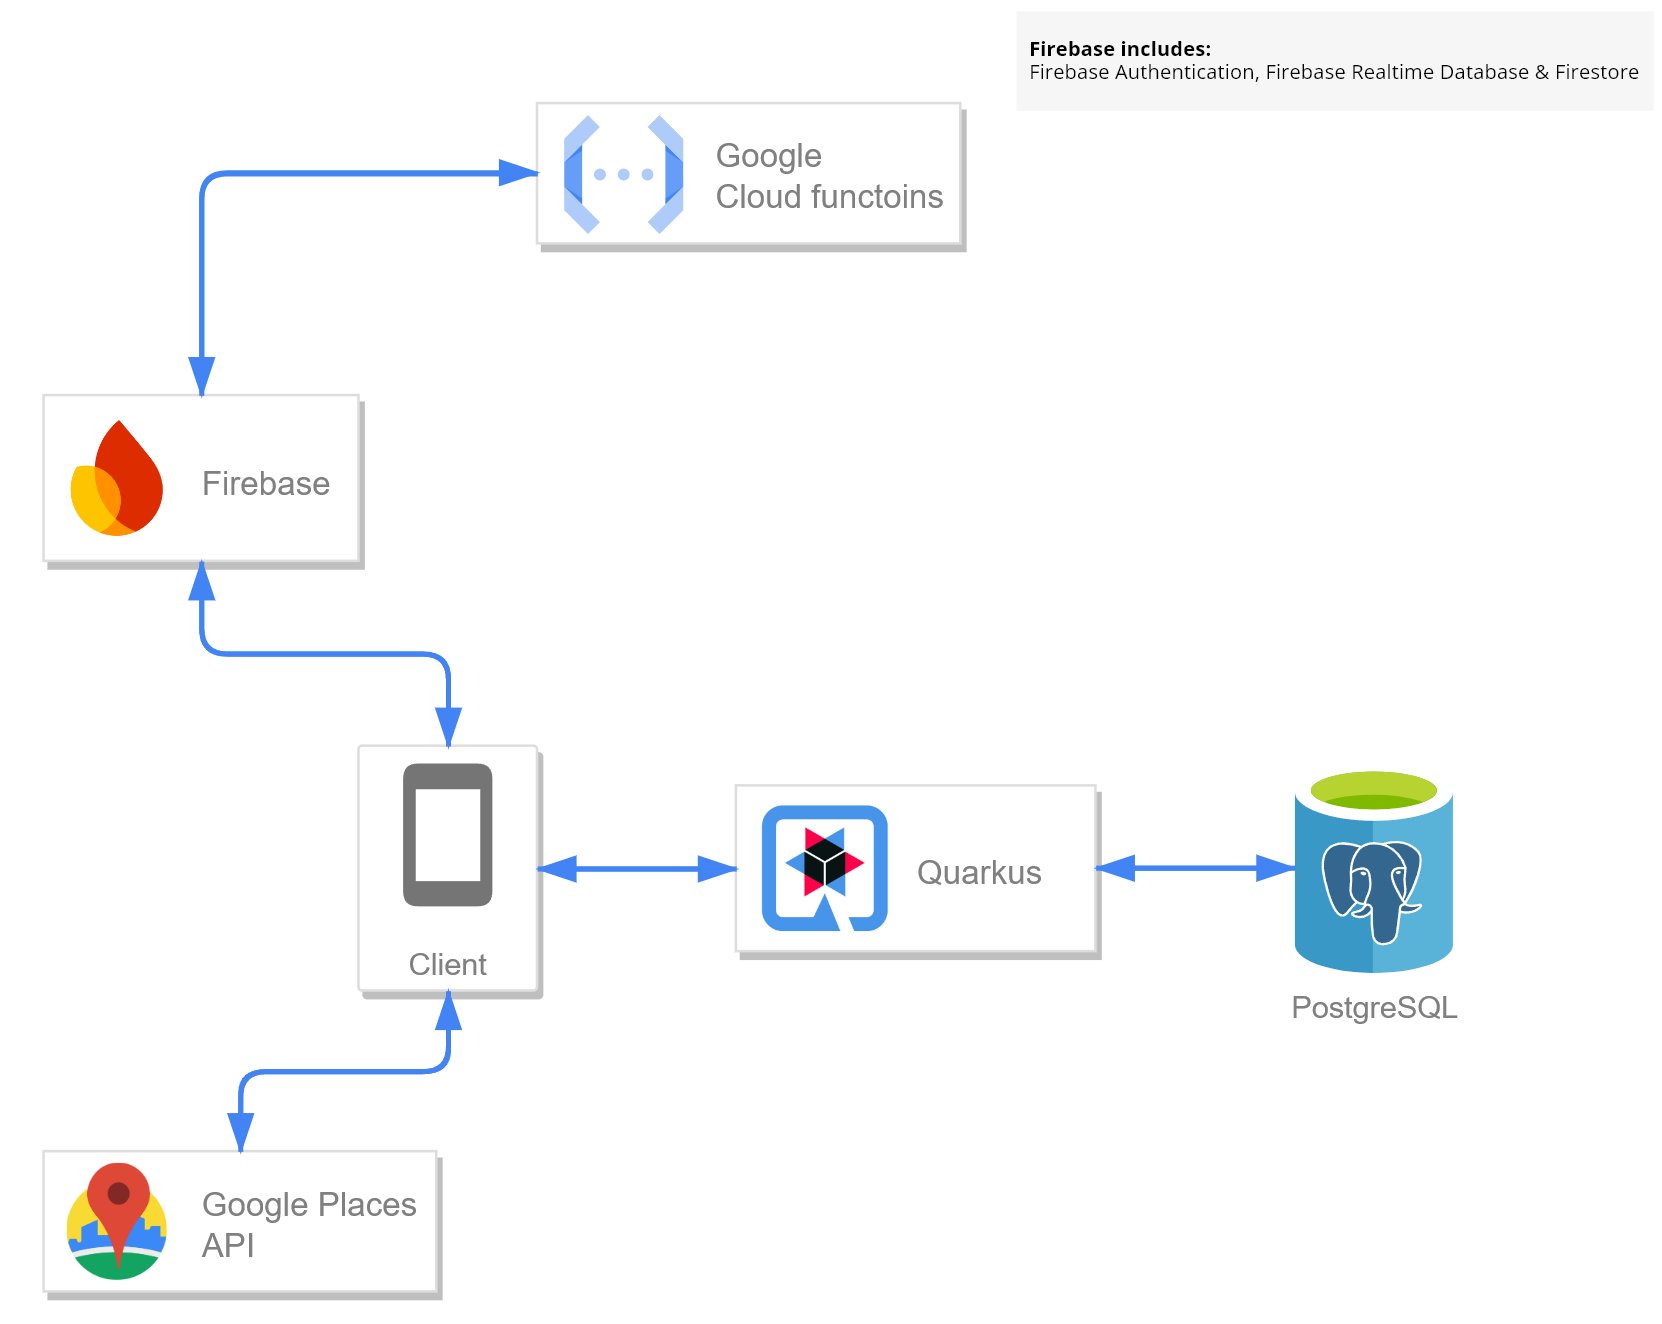 Firebase includes:
Firebase Authentication, Firebase Realtime Database & Firestore
Google
Cloud functoins
Firebase
Client
Quarkus
PostgreSQL
Google Places
API